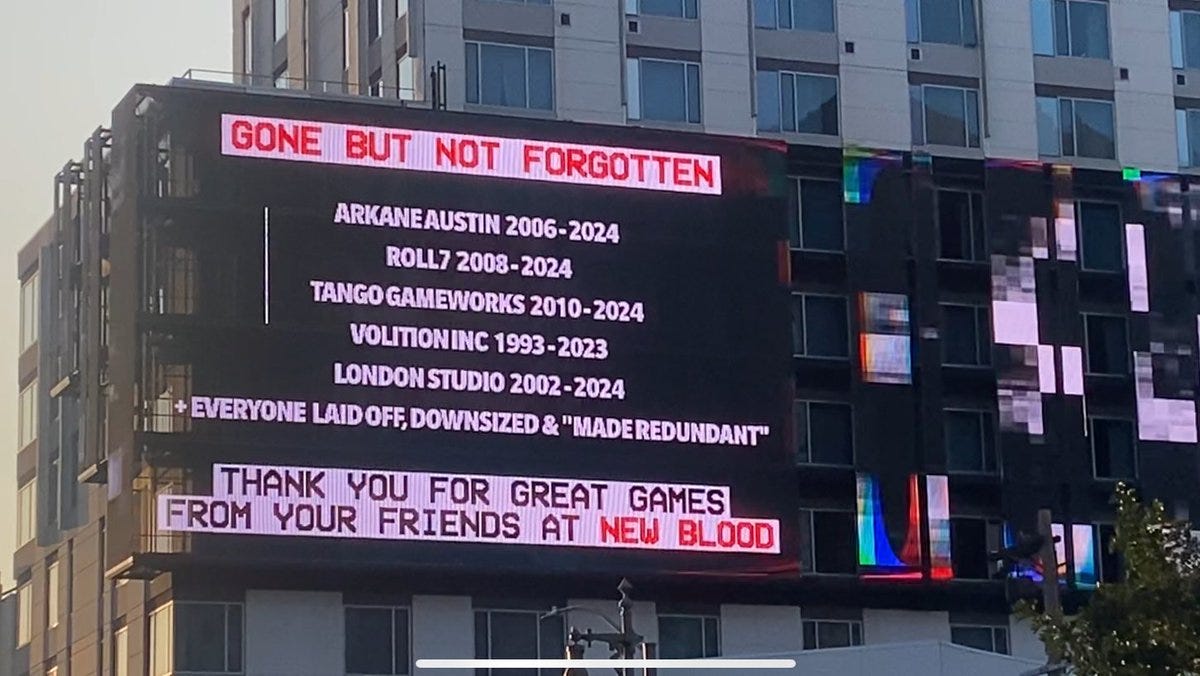 GONE BUT NOT FORGOTTEN
ARKANE AUSTIN 2006-2024
ROLL7 2008-2024
TANGO GAMEWORKS 2010-2024
VOLITION INC 1993-2023
LONDON STUDIO 2002-2024
+ EVERYONE LAID OFF, DOWNSIZED & "MADE REDUNDANT"
THANK YOU FOR GREAT GAMES
FROM YOUR FRIENDS AT NEW BLOOD